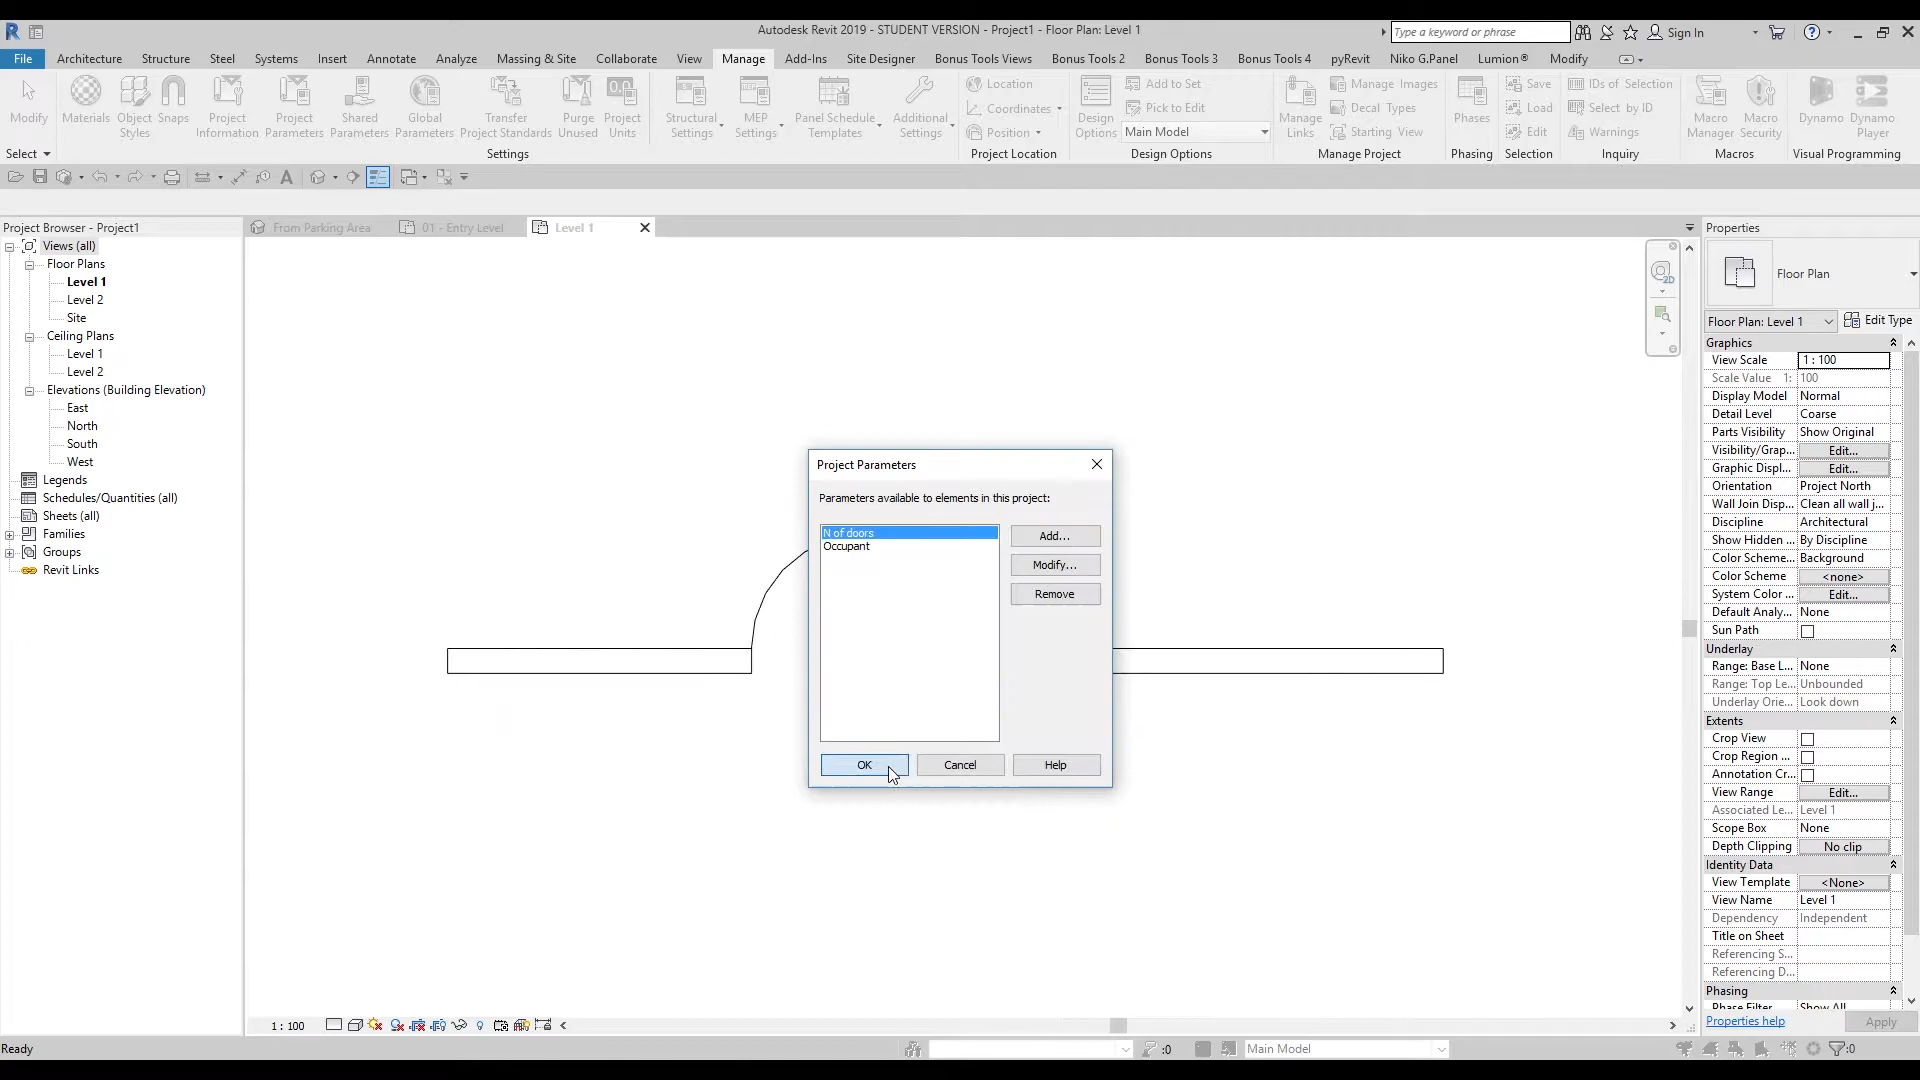 Autodesk Revit 2019 - STUDENT VERSION - Project1 - Floor Plan: Level 1
Type a keyword or phrase
Sign In
File Architecture Structure Steel Systems Insert Annotate Analyze Massing & Site Collaborate View Manage Add-Ins Site Designer Bonus Tools Views Bonus Tools 2 Bonus Tools 3 Bonus Tools 4 pyRevit Niko G.Panel Lumion® Modify
Modify
Materials
Object Styles
Snaps
Project Information
Project Parameters
Shared Parameters
Global Parameters
Transfer Project Standards
Purge Unused
Project Units
Structural Settings
MEP Settings
Panel Schedule Templates
Additional Settings
Location
Coordinates
Position
Design Options
Add to Set
Pick to Edit
Main Model
Manage Links
Manage Images
Decal Types
Starting View
Phases
Save
Load
Edit
IDs of Selection
Select by ID
Warnings
Macro Manager
Macro Security
Dynamo
Dynamo Player
Select
Settings
Project Location
Design Options
Manage Project
Phasing
Selection
Inquiry
Macros
Visual Programming
Project Browser - Project1
Views (all)
Floor Plans
Level 1
Level 2
Site
Ceiling Plans
Level 1
Level 2
Elevations (Building Elevation)
East
North
South
West
Legends
Schedules/Quantities (all)
Sheets (all)
Families
Groups
Revit Links
From Parking Area
01 - Entry Level
Level 1
2D
Project Parameters
Parameters available to elements in this project:
N of doors
Occupant
Add...
Modify...
Remove
OK
Cancel
Help
Properties
Floor Plan
Floor Plan: Level 1
Edit Type
Graphics
View Scale 1 : 100
Scale Value 1: 100
Display Model Normal
Detail Level Coarse
Parts Visibility Show Original
Visibility/Grap... Edit...
Graphic Displ... Edit...
Orientation Project North
Wall Join Disp... Clean all wall j...
Discipline Architectural
Show Hidden ... By Discipline
Color Scheme... Background
Color Scheme <none>
System Color ... Edit...
Default Analy... None
Sun Path
Underlay
Range: Base L... None
Range: Top Le... Unbounded
Underlay Orie... Look down
Extents
Crop View
Crop Region ...
Annotation Cr...
View Range Edit...
Associated Le... Level 1
Scope Box None
Depth Clipping No clip
Identity Data
View Template <None>
View Name Level 1
Dependency Independent
Title on Sheet
Referencing S...
Referencing D...
Phasing
Phase Filter Show All
Properties help
Apply
1 : 100
Ready
:0
Main Model
:0